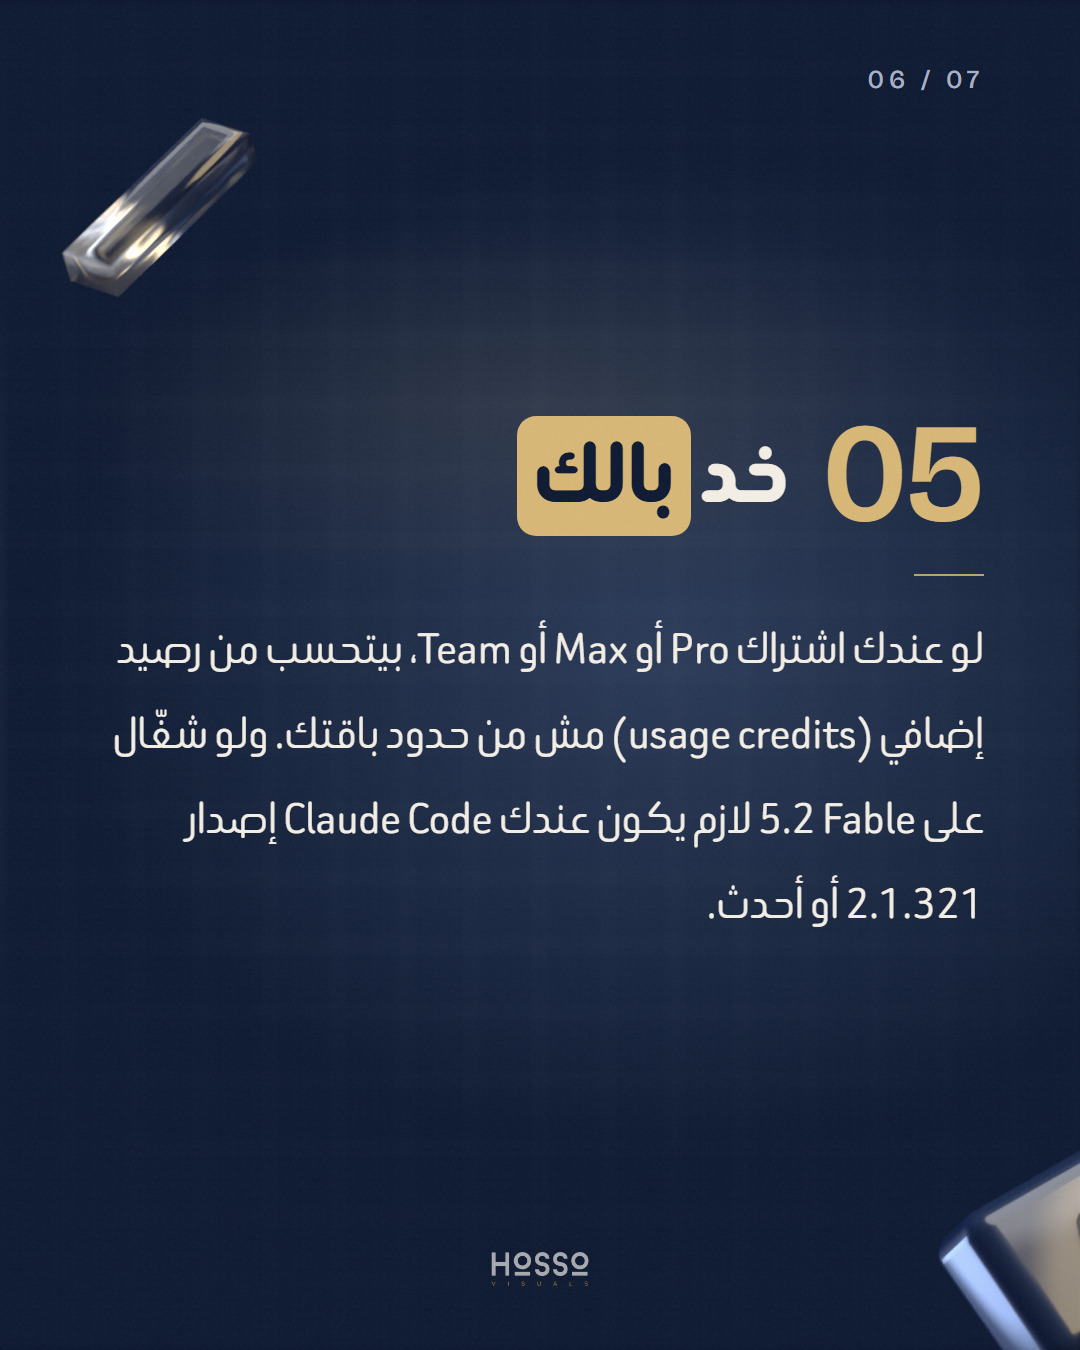 06 / 07
05 خد بالك
لو عندك اشتراك Pro أو Max أو Team، بيتحسب من رصيد
إضافي (usage credits) مش من حدود باقتك. ولو شغّال
على Fable 5.2 لازم يكون عندك Claude Code إصدار
2.1.321 أو أحدث.
HOSSO
VISUALS